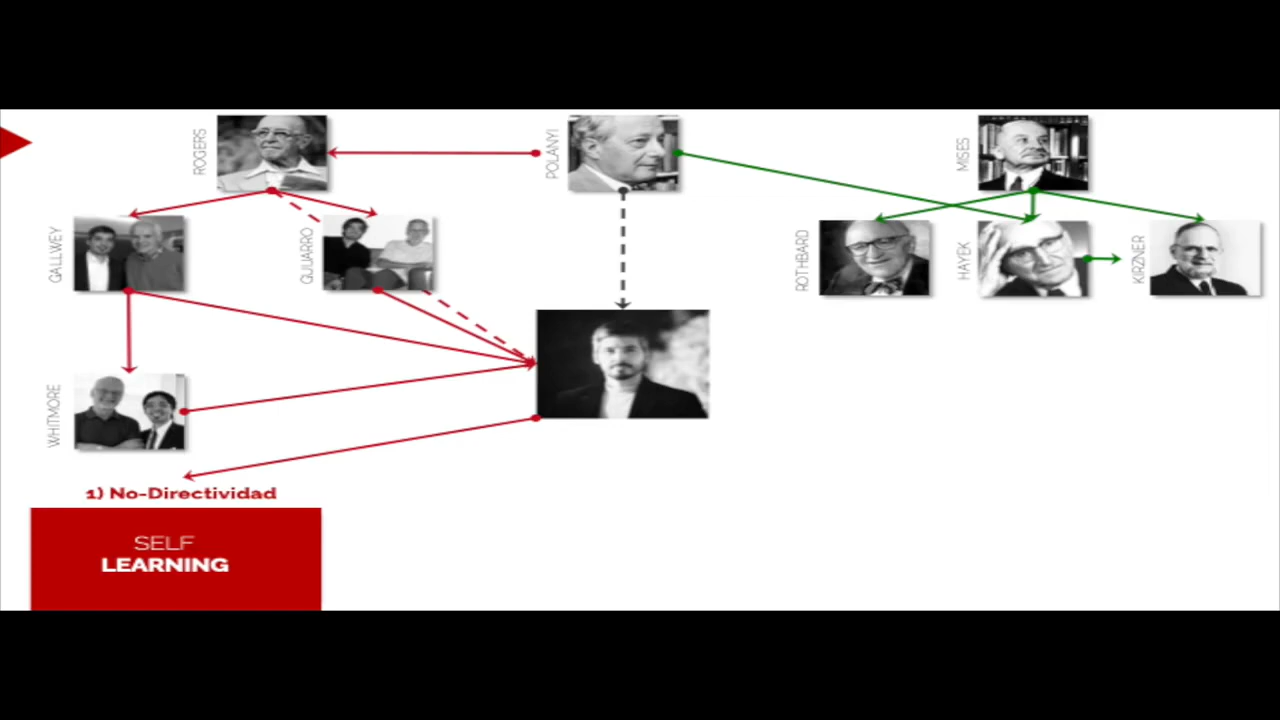 ROGERS
POLANYI
MISES
GALLWEY
GUIJARRO
ROTHBARD
HAYEK
KIRZNER
WHITMORE
1) No-Directividad
SELF
LEARNING